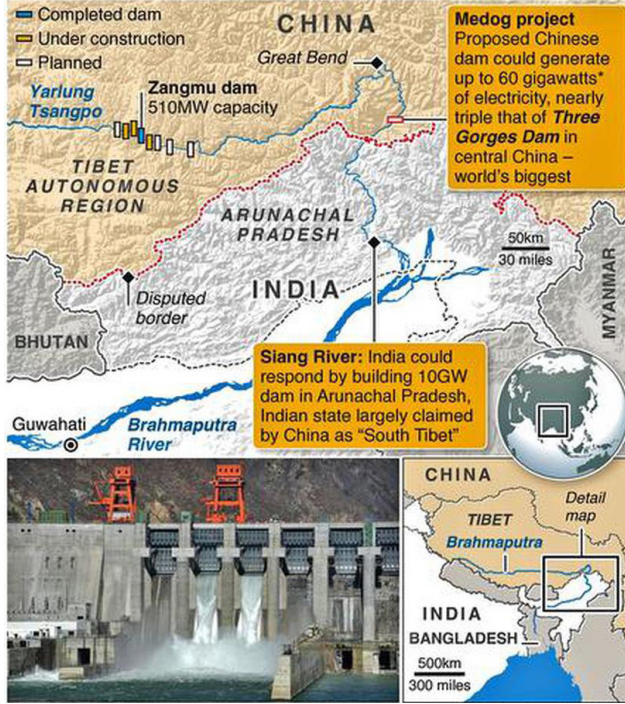 Completed dam
Under construction
Planned
CHINA
Great Bend
Yarlung
Tsangpo
Zangmu dam
510MW capacity
TIBET
AUTONOMOUS
REGION
Medog project
Proposed Chinese
dam could generate
up to 60 gigawatts*
of electricity, nearly
triple that of Three
Gorges Dam in
central China –
world's biggest
ARUNACHAL
PRADESH
50km
30 miles
INDIA
Disputed
border
BHUTAN
MYANMAR
Siang River: India could
respond by building 10GW
dam in Arunachal Pradesh,
Indian state largely claimed
by China as “South Tibet”
Guwahati
Brahmaputra
River
CHINA
Detail
map
TIBET
Brahmaputra
INDIA
BANGLADESH
500km
300 miles